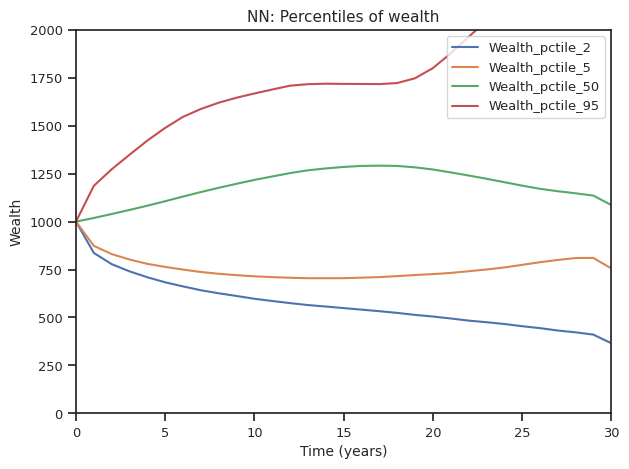 NN: Percentiles of wealth
Wealth_pctile_2
Wealth_pctile_5
Wealth_pctile_50
Wealth_pctile_95
Wealth
2000
1750
1500
1250
1000
750
500
250
0
0 5 10 15 20 25 30
Time (years)